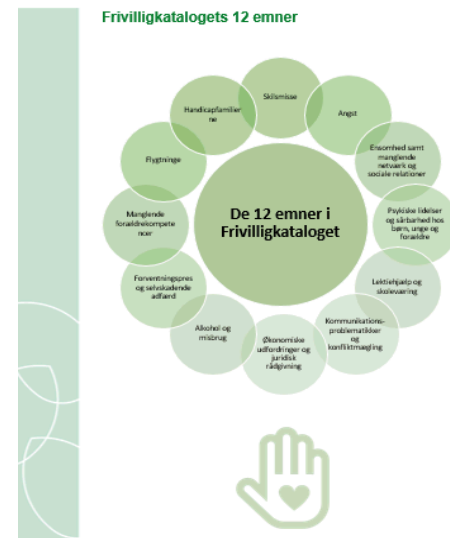 Frivilligkatalogets 12 emner
Skilsmisse
Angst
Ensomhed samt
manglende
netværk og
sociale relationer
Psykiske lidelser
og sårbarhed hos
børn, unge og
forældre
Lektiehjælp og
skoleværing
Kommunikations-
problematikker
og
konfliktmægling
Økonomiske
udfordringer og
juridisk
rådgivning
Alkohol og
misbrug
Forventningspres
og selvskadende
adfærd
Manglende
forældrekompete
ncer
Flygtninge
Handicapfamilier
ne
De 12 emner i
Frivilligkataloget